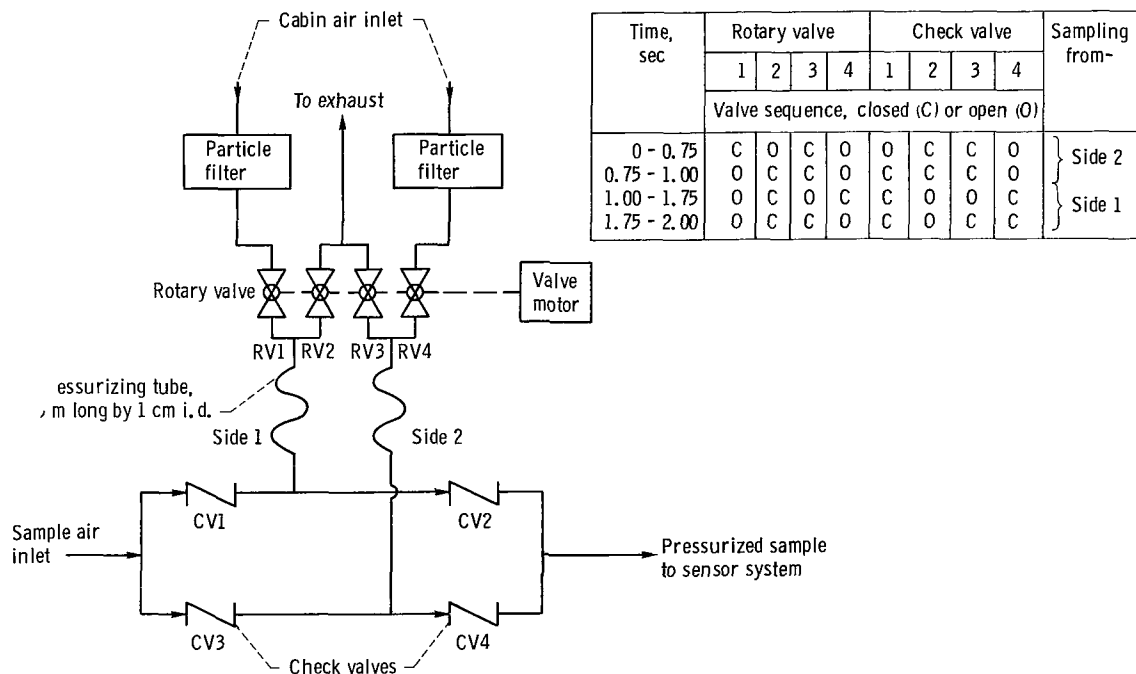 Cabin air inlet
To exhaust
Particle
filter
Particle
filter
Rotary valve
Valve
motor
RV1 RV2 RV3 RV4
essurizing tube,
m long by 1 cm i.d.
Side 1
Side 2
CV1
CV2
Sample air
inlet
Pressurized sample
to sensor system
CV3
CV4
Check valves
Time, sec Rotary valve Check valve Sampling from-
1 2 3 4 1 2 3 4
Valve sequence, closed (C) or open (O)
0 - 0.75 C O C O O C C O Side 2
0.75 - 1.00 O C C O C C C O
1.00 - 1.75 O C O C C O O C Side 1
1.75 - 2.00 O C C O C O C C